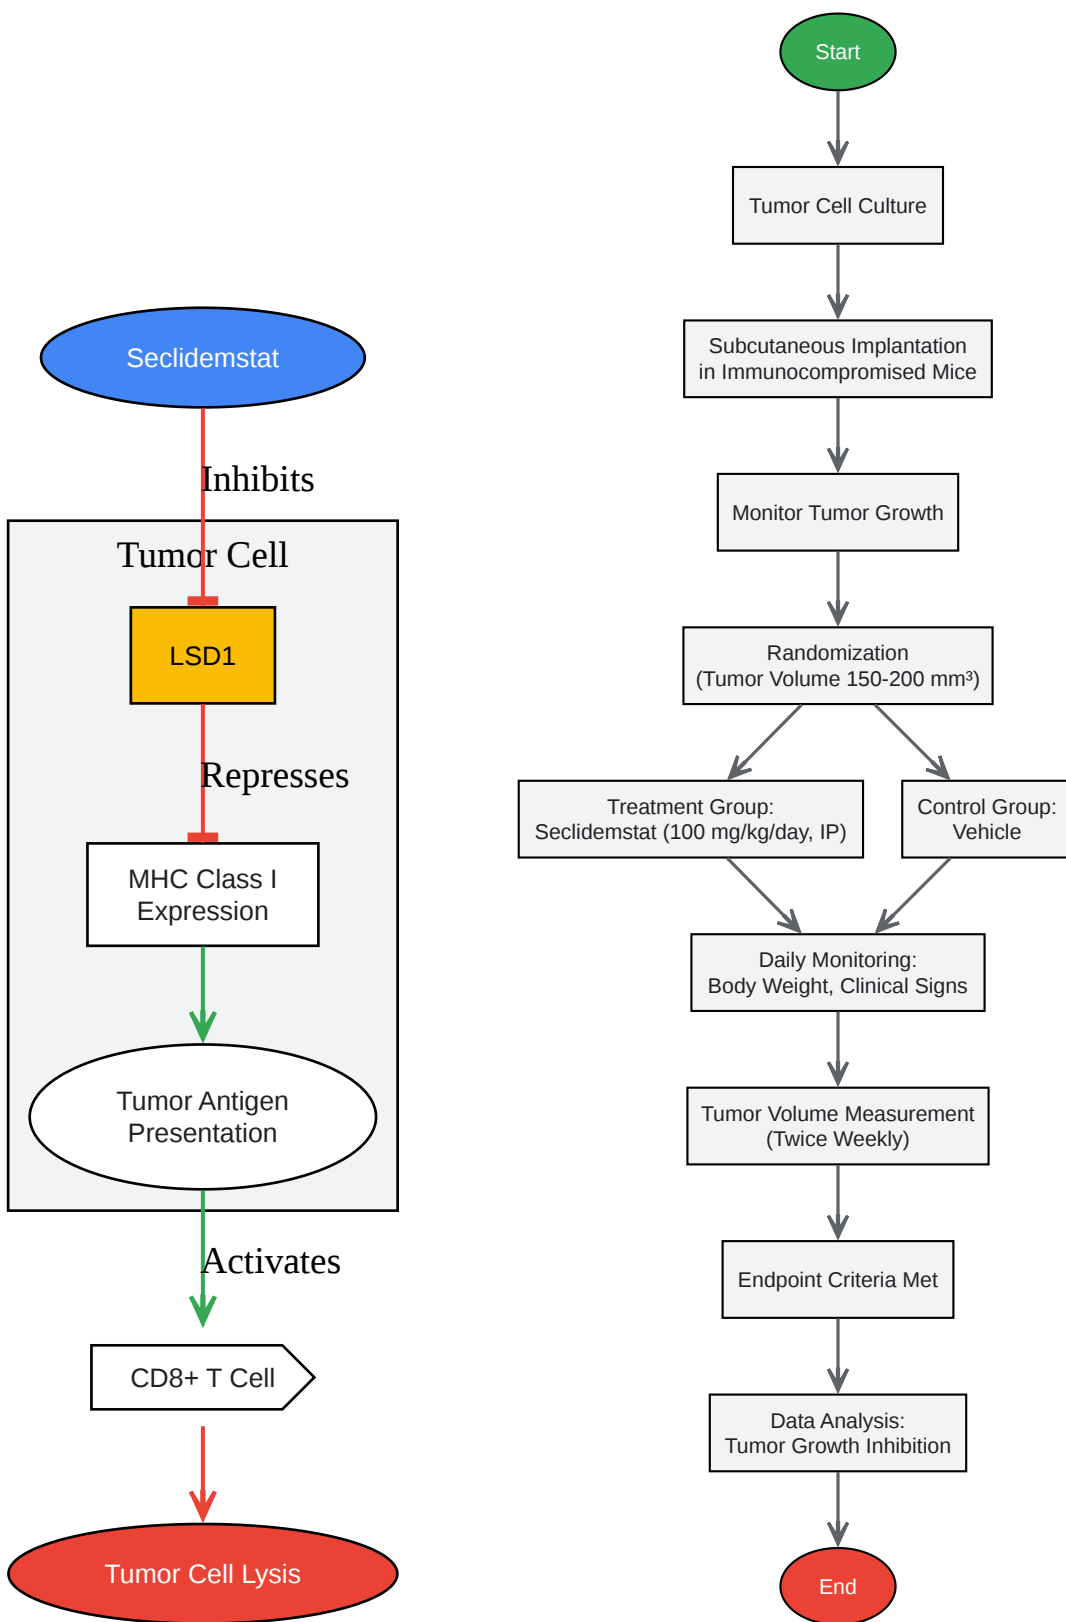 Seclidemstat
Inhibits
Tumor Cell
LSD1
Represses
MHC Class I
Expression
Tumor Antigen
Presentation
Activates
CD8+ T Cell
Tumor Cell Lysis
Start
Tumor Cell Culture
Subcutaneous Implantation
in Immunocompromised Mice
Monitor Tumor Growth
Randomization
(Tumor Volume 150-200 mm³)
Treatment Group:
Seclidemstat (100 mg/kg/day, IP)
Control Group:
Vehicle
Daily Monitoring:
Body Weight, Clinical Signs
Tumor Volume Measurement
(Twice Weekly)
Endpoint Criteria Met
Data Analysis:
Tumor Growth Inhibition
End